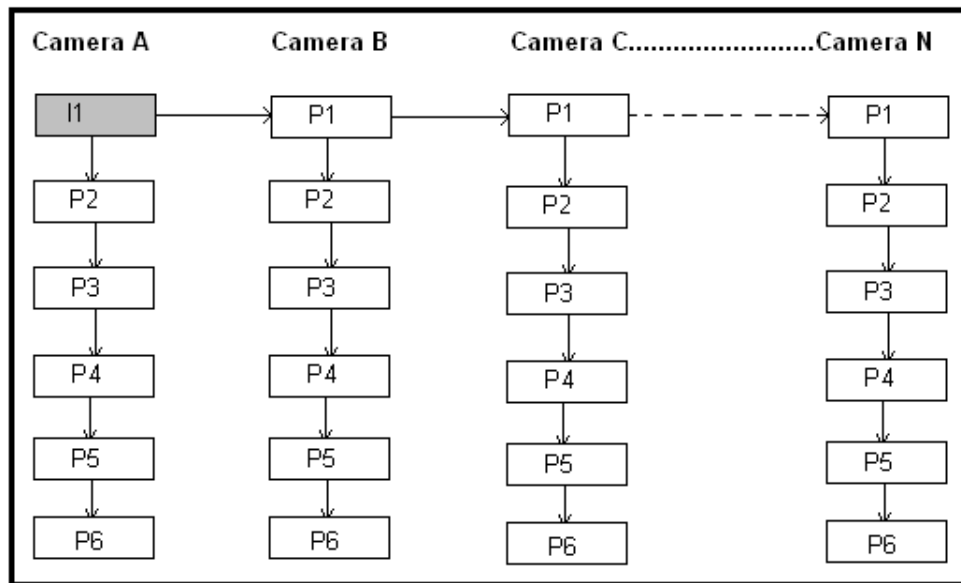 Camera A Camera B Camera C.........................Camera N
I1 P1 P1 P1
P2 P2 P2 P2
P3 P3 P3 P3
P4 P4 P4 P4
P5 P5 P5 P5
P6 P6 P6 P6